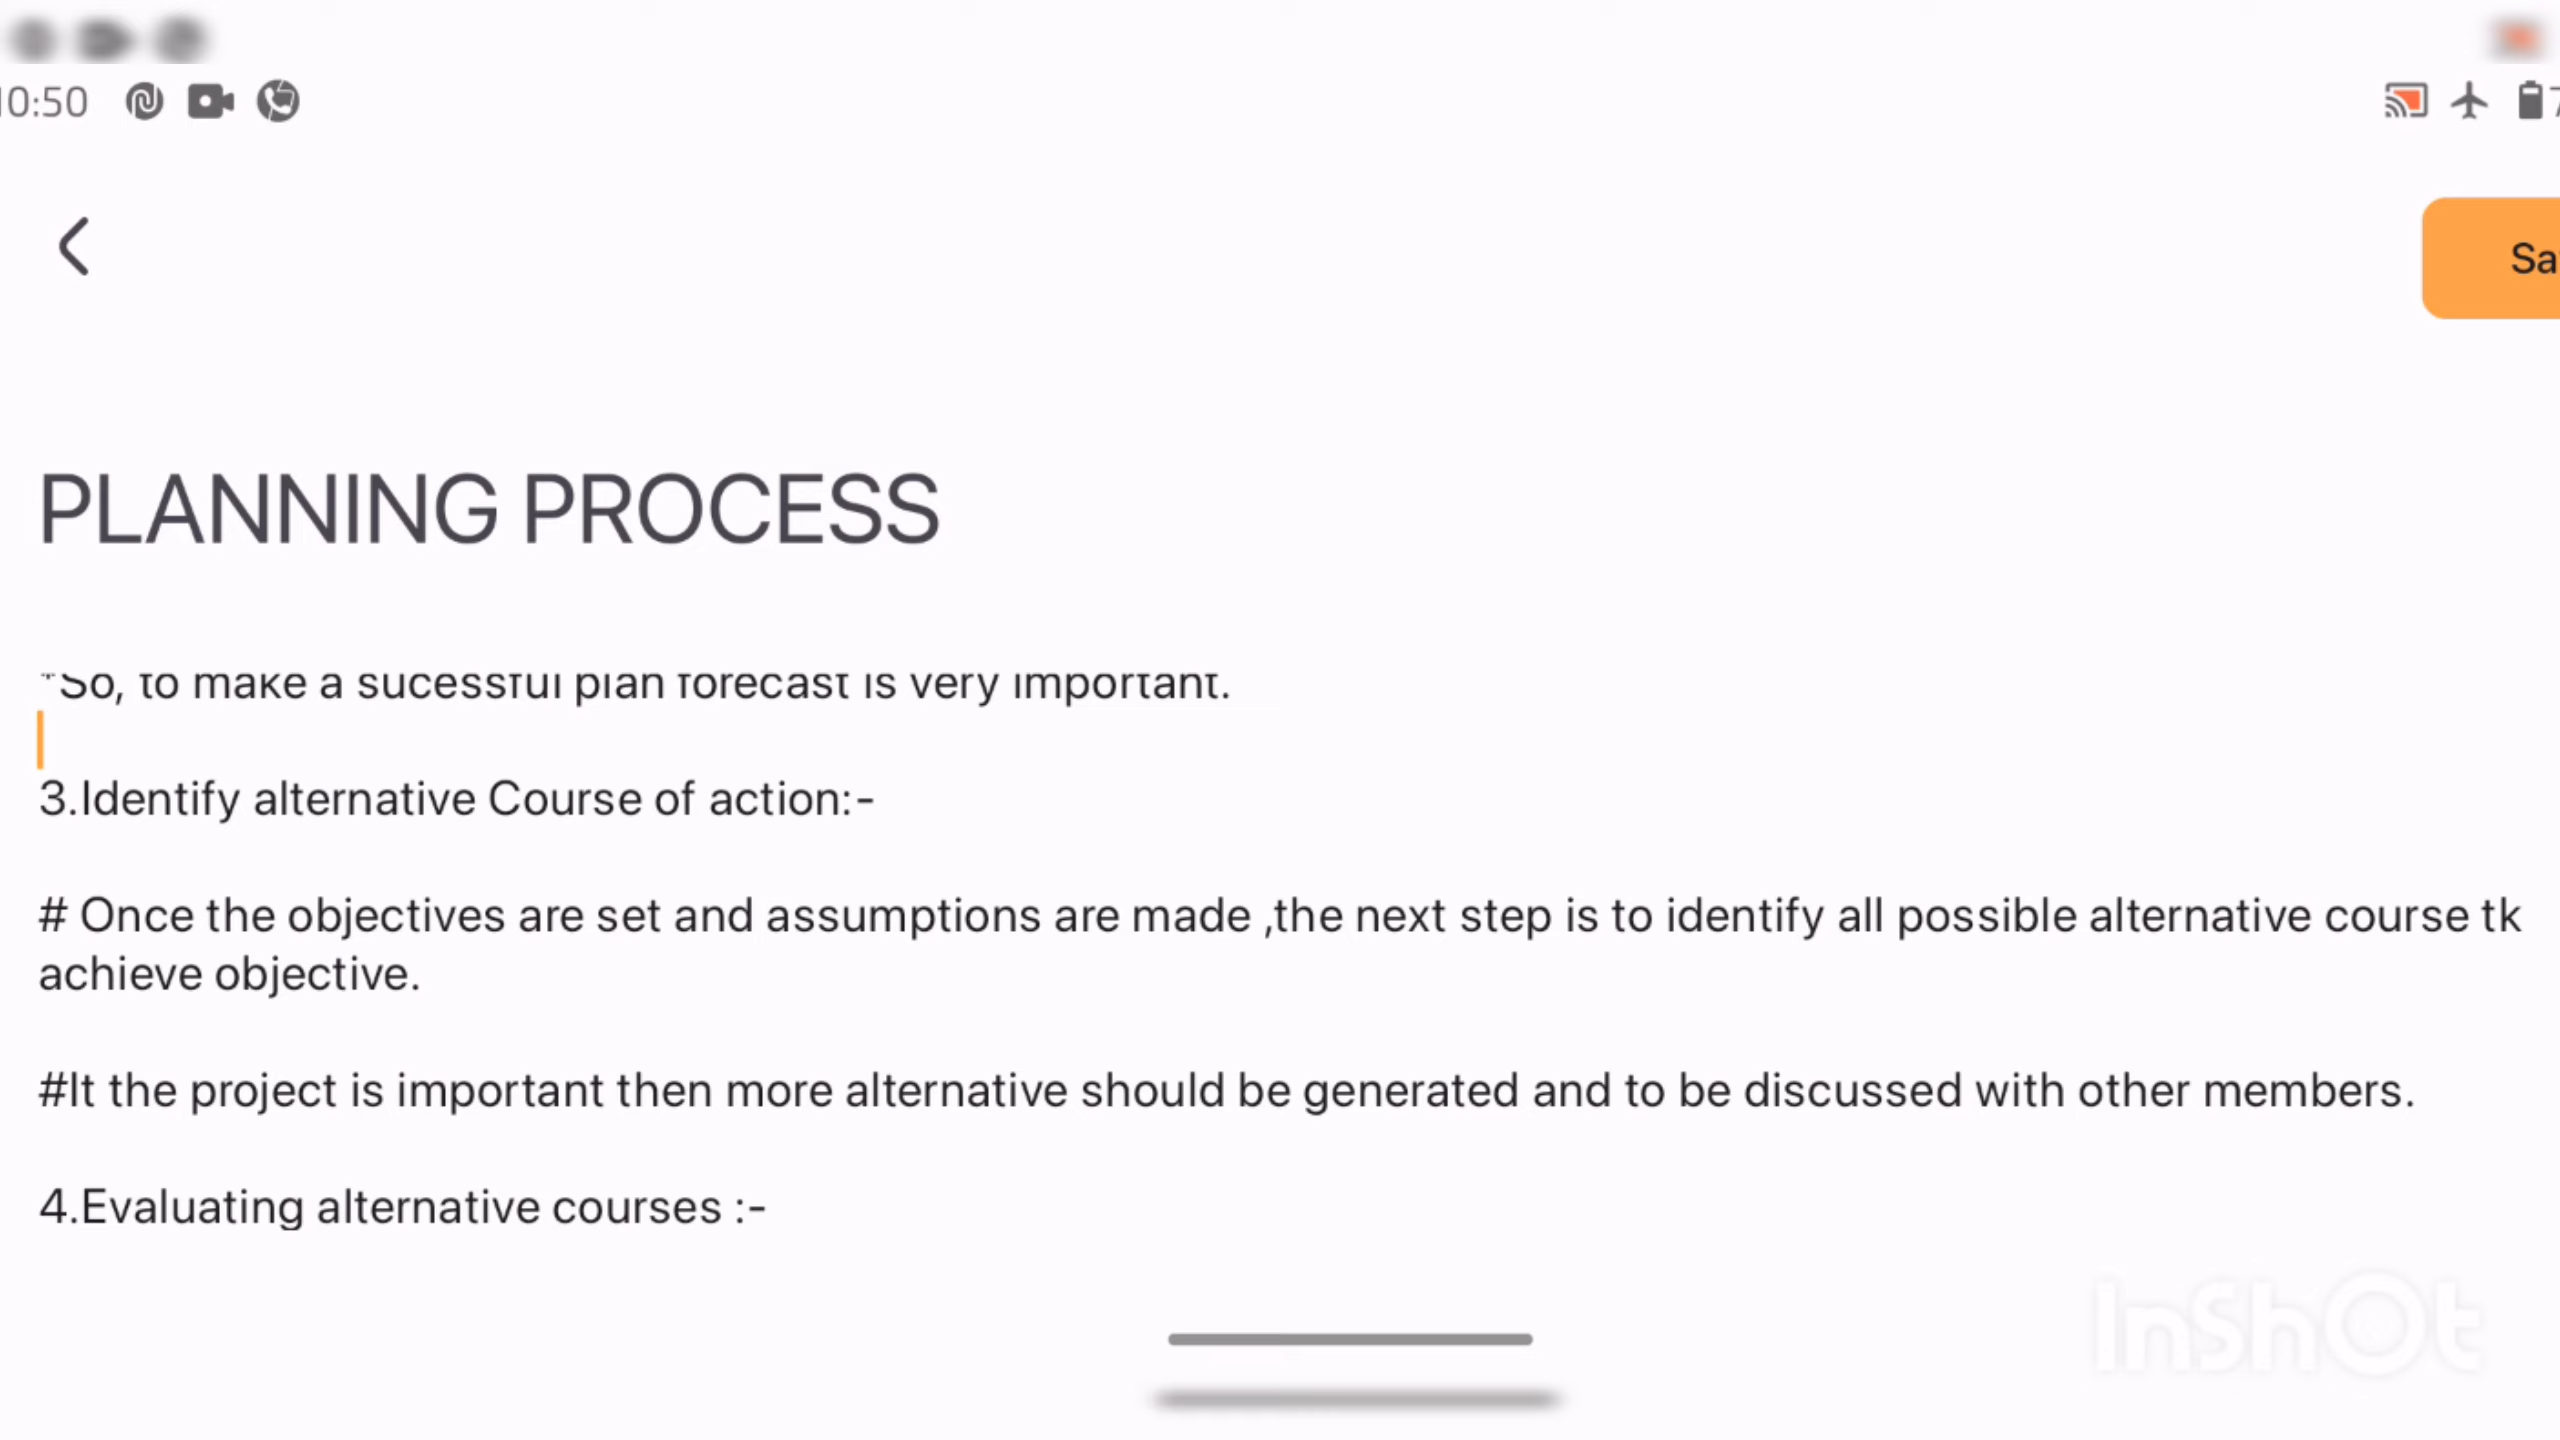 10:50
Sa
PLANNING PROCESS
*So, to make a sucessful plan forecast is very important.
3.Identify alternative Course of action:-
# Once the objectives are set and assumptions are made ,the next step is to identify all possible alternative course tk
achieve objective.
#It the project is important then more alternative should be generated and to be discussed with other members.
4.Evaluating alternative courses :-
InShOt